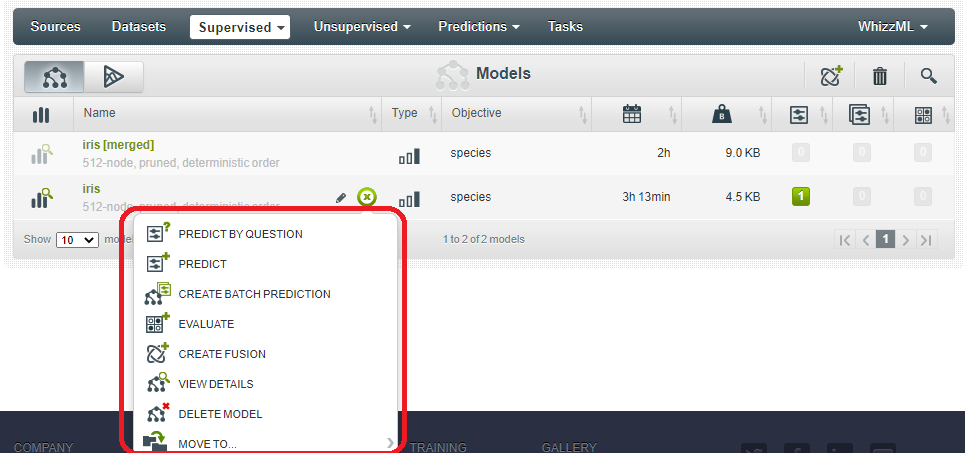 Sources Datasets Supervised Unsupervised Predictions Tasks WhizzML
Models
Name Type Objective B
iris [merged]
512-node, pruned, deterministic order
species 2h 9.0 KB 0 0 0
iris
512-node, pruned, deterministic order
species 3h 13min 4.5 KB 1 0 0
Show 10 model 1 to 2 of 2 models 1
PREDICT BY QUESTION
PREDICT
CREATE BATCH PREDICTION
EVALUATE
CREATE FUSION
VIEW DETAILS
DELETE MODEL
MOVE TO...
COMPANY TRAINING GALLERY